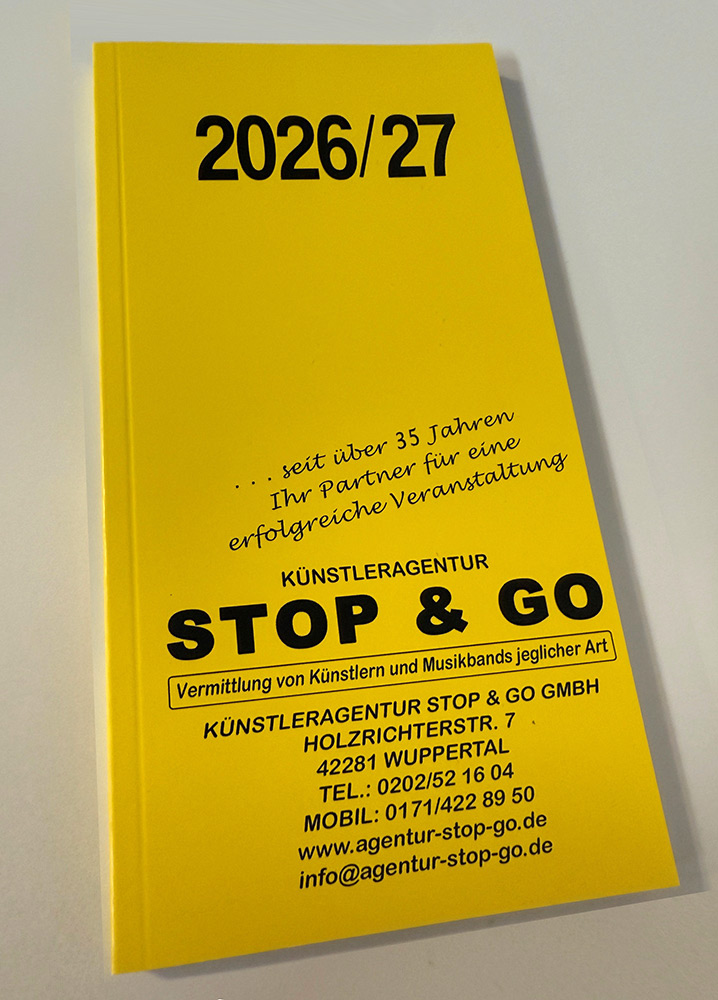 2026/27
. . . seit über 35 Jahren
Ihr Partner für eine
erfolgreiche Veranstaltung
KÜNSTLERAGENTUR
STOP & GO
Vermittlung von Künstlern und Musikbands jeglicher Art
KÜNSTLERAGENTUR STOP & GO GMBH
HOLZRICHTERSTR. 7
42281 WUPPERTAL
TEL.: 0202/52 16 04
MOBIL: 0171/422 89 50
www.agentur-stop-go.de
info@agentur-stop-go.de